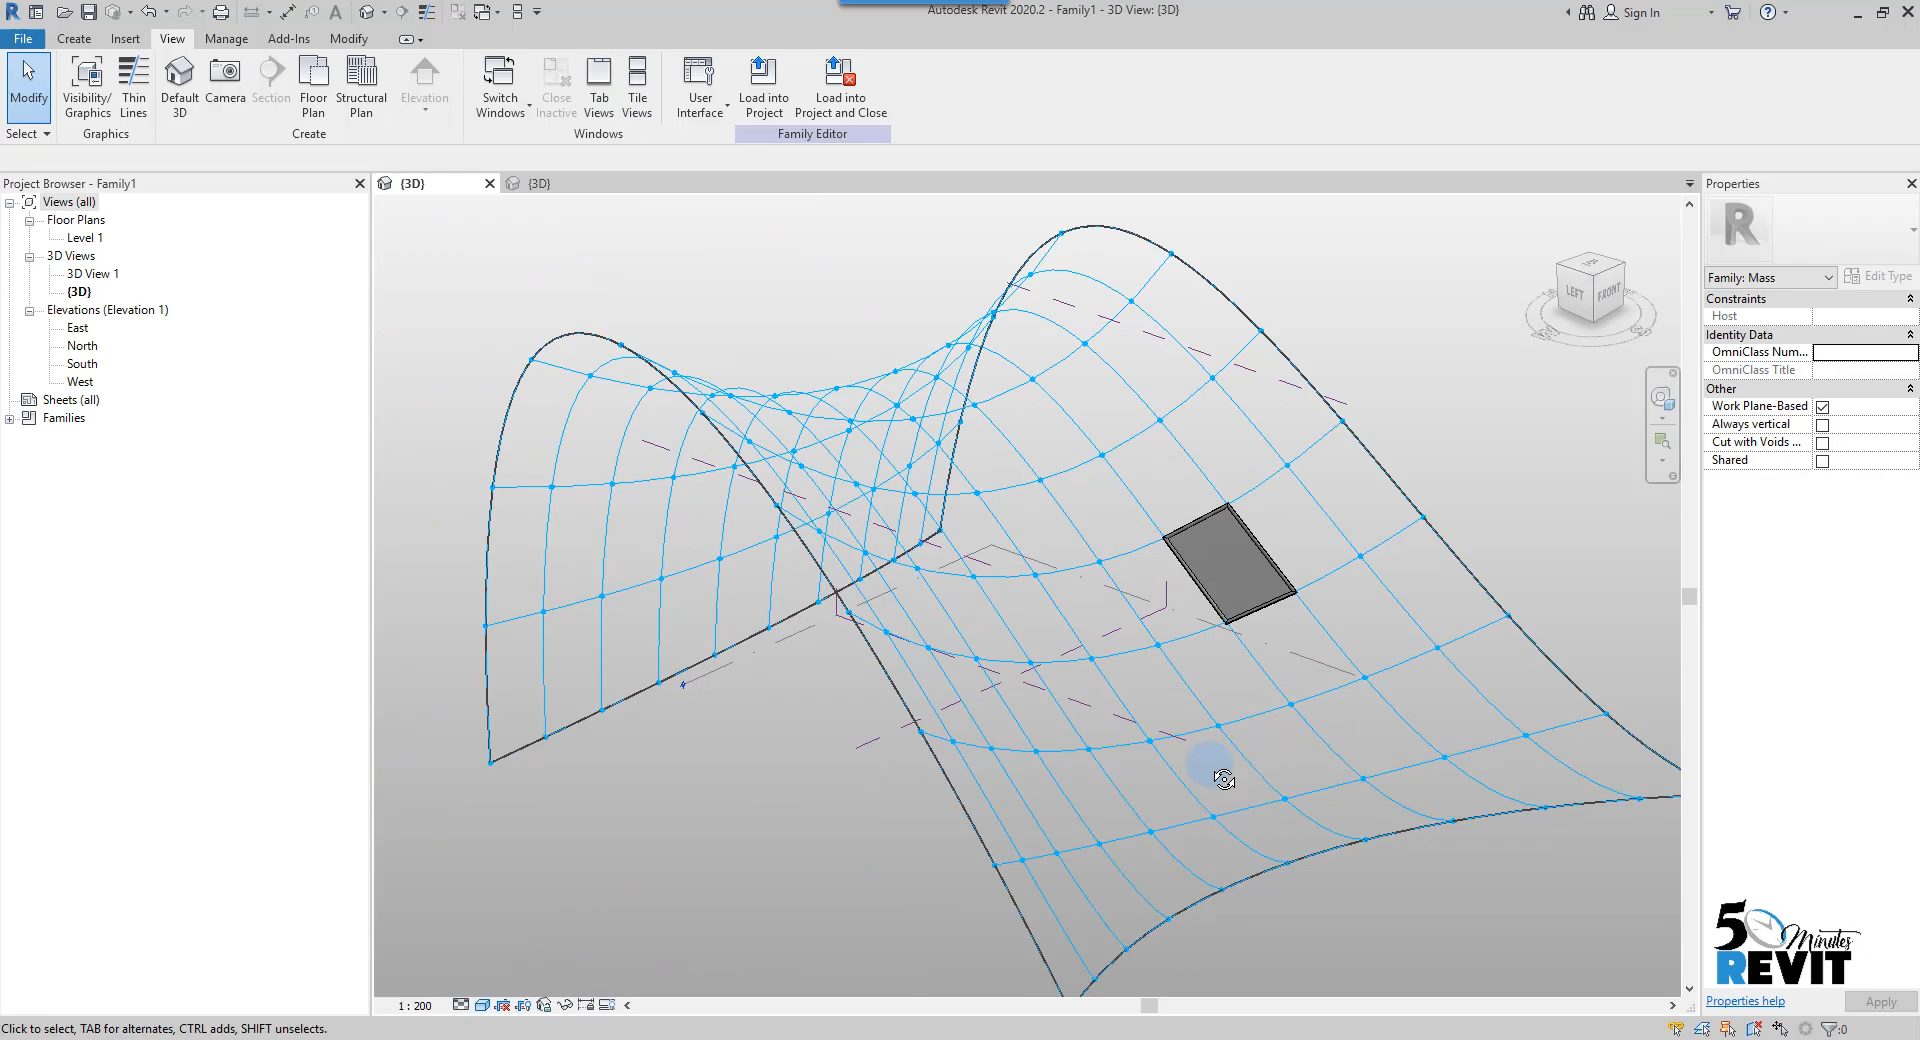 Autodesk Revit 2020.2 - Family1 - 3D View: {3D}
Sign In
File Create Insert View Manage Add-Ins Modify
Modify
Visibility/ Graphics
Thin Lines
Default 3D
Camera
Section
Floor Plan
Structural Plan
Elevation
Switch Windows
Close Inactive
Tab Views
Tile Views
User Interface
Load into Project
Load into Project and Close
Select
Graphics
Create
Windows
Family Editor
Project Browser - Family1
Views (all)
Floor Plans
Level 1
3D Views
3D View 1
{3D}
Elevations (Elevation 1)
East
North
South
West
Sheets (all)
Families
{3D}
{3D}
LEFT
FRONT
Properties
R
Family: Mass
Edit Type
Constraints
Host
Identity Data
OmniClass Num...
OmniClass Title
Other
Work Plane-Based
Always vertical
Cut with Voids ...
Shared
5 Minutes
REVIT
Properties help
Apply
1 : 200
Click to select, TAB for alternates, CTRL adds, SHIFT unselects.
:0